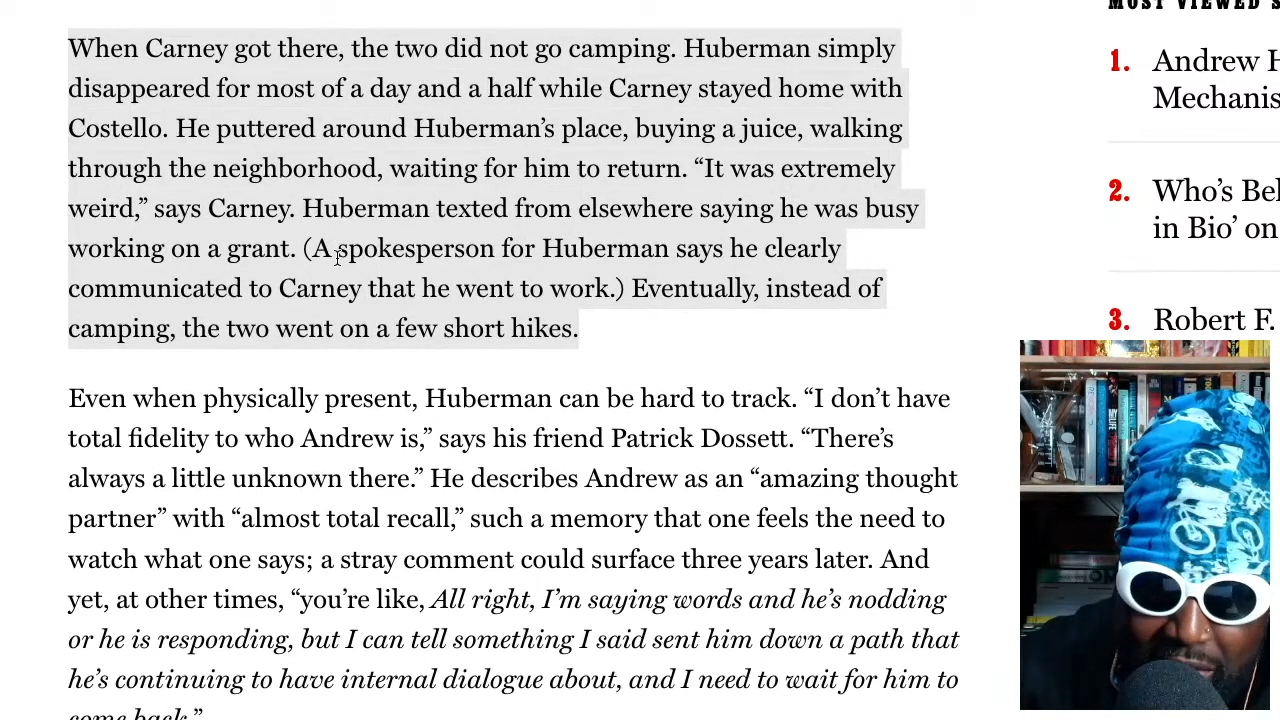 MOST VIEWED S
When Carney got there, the two did not go camping. Huberman simply
disappeared for most of a day and a half while Carney stayed home with
Costello. He puttered around Huberman’s place, buying a juice, walking
through the neighborhood, waiting for him to return. “It was extremely
weird,” says Carney. Huberman texted from elsewhere saying he was busy
working on a grant. (A spokesperson for Huberman says he clearly
communicated to Carney that he went to work.) Eventually, instead of
camping, the two went on a few short hikes.
Even when physically present, Huberman can be hard to track. “I don’t have
total fidelity to who Andrew is,” says his friend Patrick Dossett. “There’s
always a little unknown there.” He describes Andrew as an “amazing thought
partner” with “almost total recall,” such a memory that one feels the need to
watch what one says; a stray comment could surface three years later. And
yet, at other times, “you’re like, All right, I’m saying words and he’s nodding
or he is responding, but I can tell something I said sent him down a path that
he’s continuing to have internal dialogue about, and I need to wait for him to
come back.”
1. Andrew H
Mechanis
2. Who’s Bel
in Bio’ on
3. Robert F.